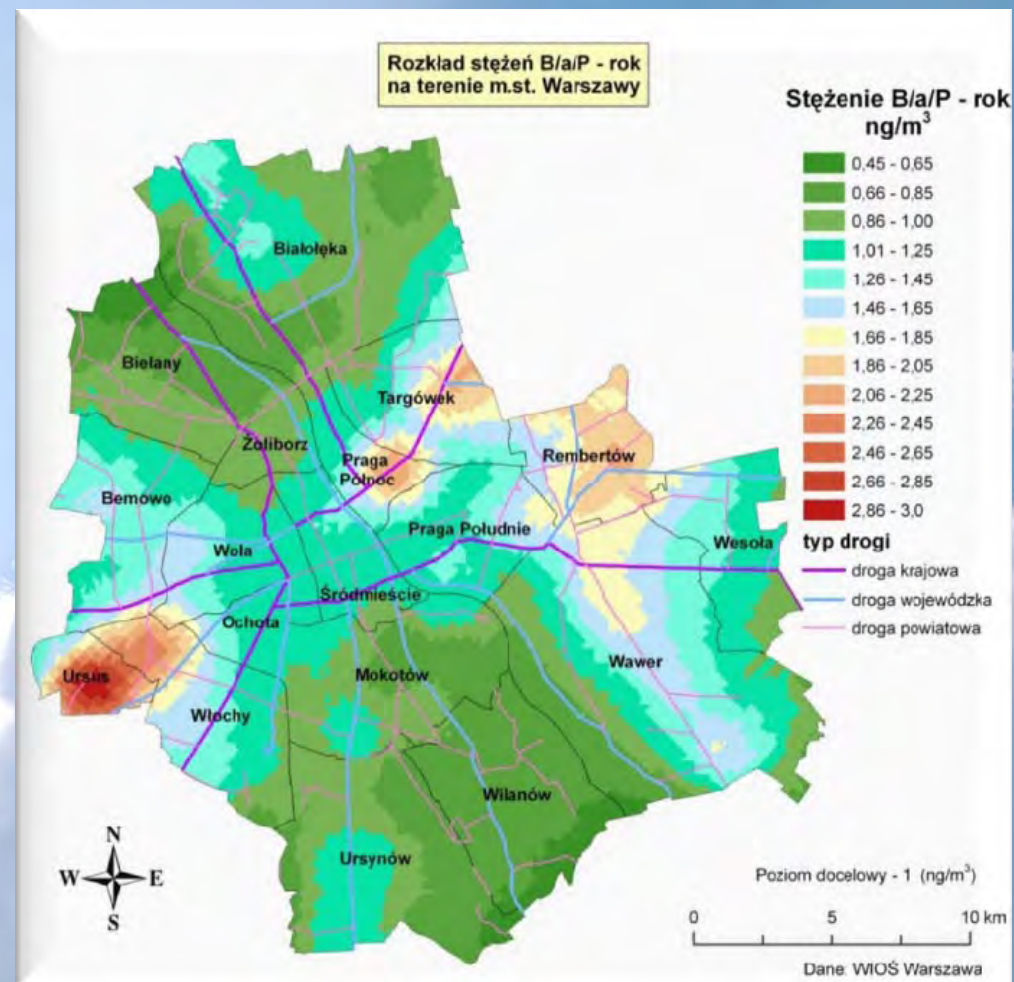 Rozkład stężeń B/a/P - rok
na terenie m.st. Warszawy
Stężenie B/a/P - rok
ng/m³
0,45 - 0,65
0,66 - 0,85
0,86 - 1,00
1,01 - 1,25
1,26 - 1,45
1,46 - 1,65
1,66 - 1,85
1,86 - 2,05
2,06 - 2,25
2,26 - 2,45
2,46 - 2,65
2,66 - 2,85
2,86 - 3,0
typ drogi
droga krajowa
droga wojewódzka
droga powiatowa
Białołęka
Bielany
Targówek
Żoliborz
Praga
Północ
Rembertów
Bemowo
Praga Południe
Wola
Wesoła
Śródmieście
Ochota
Ursus
Mokotów
Wawer
Włochy
Wilanów
Ursynów
N
W E
S
Poziom docelowy - 1 (ng/m³)
0 5 10 km
Dane: WIOŚ Warszawa